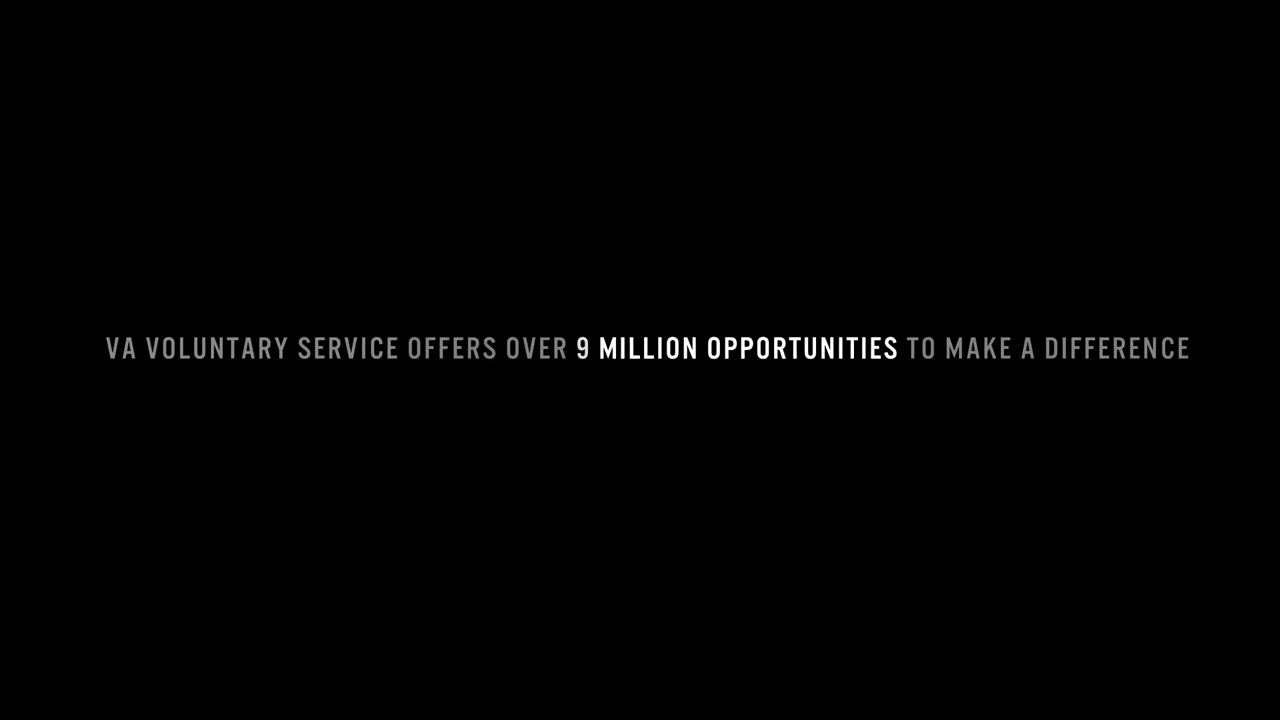 VA VOLUNTARY SERVICE OFFERS OVER 9 MILLION OPPORTUNITIES TO MAKE A DIFFERENCE